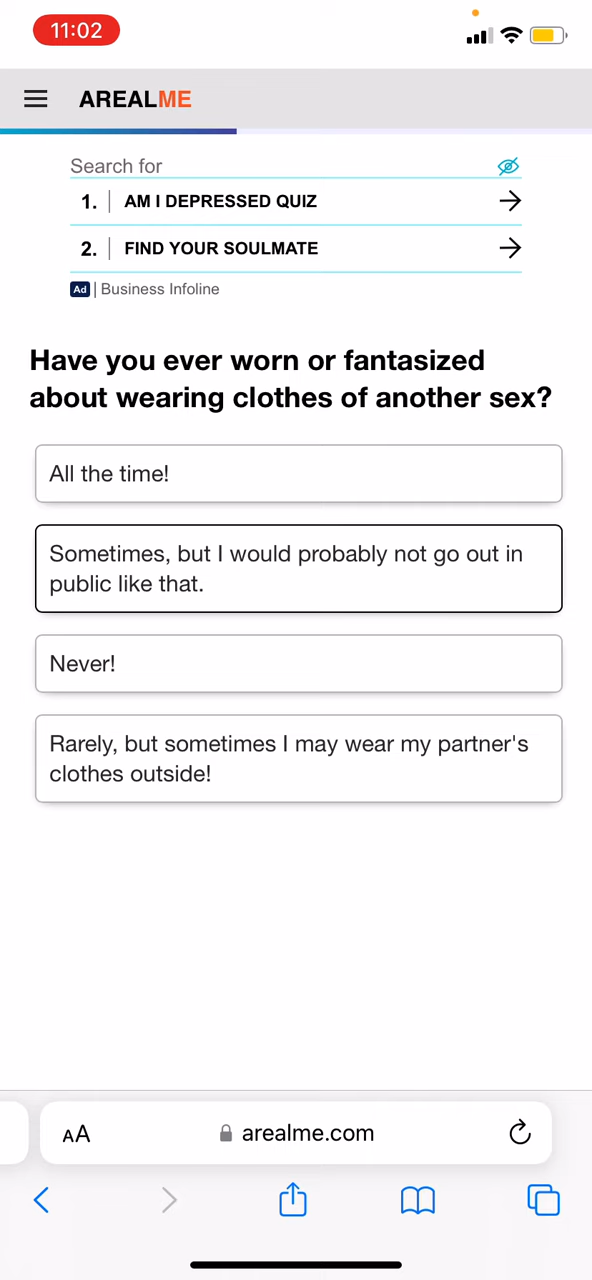 11:02
AREALME
Search for
1. AM I DEPRESSED QUIZ
2. FIND YOUR SOULMATE
Ad | Business Infoline
Have you ever worn or fantasized
about wearing clothes of another sex?
All the time!
Sometimes, but I would probably not go out in
public like that.
Never!
Rarely, but sometimes I may wear my partner's
clothes outside!
AA arealme.com